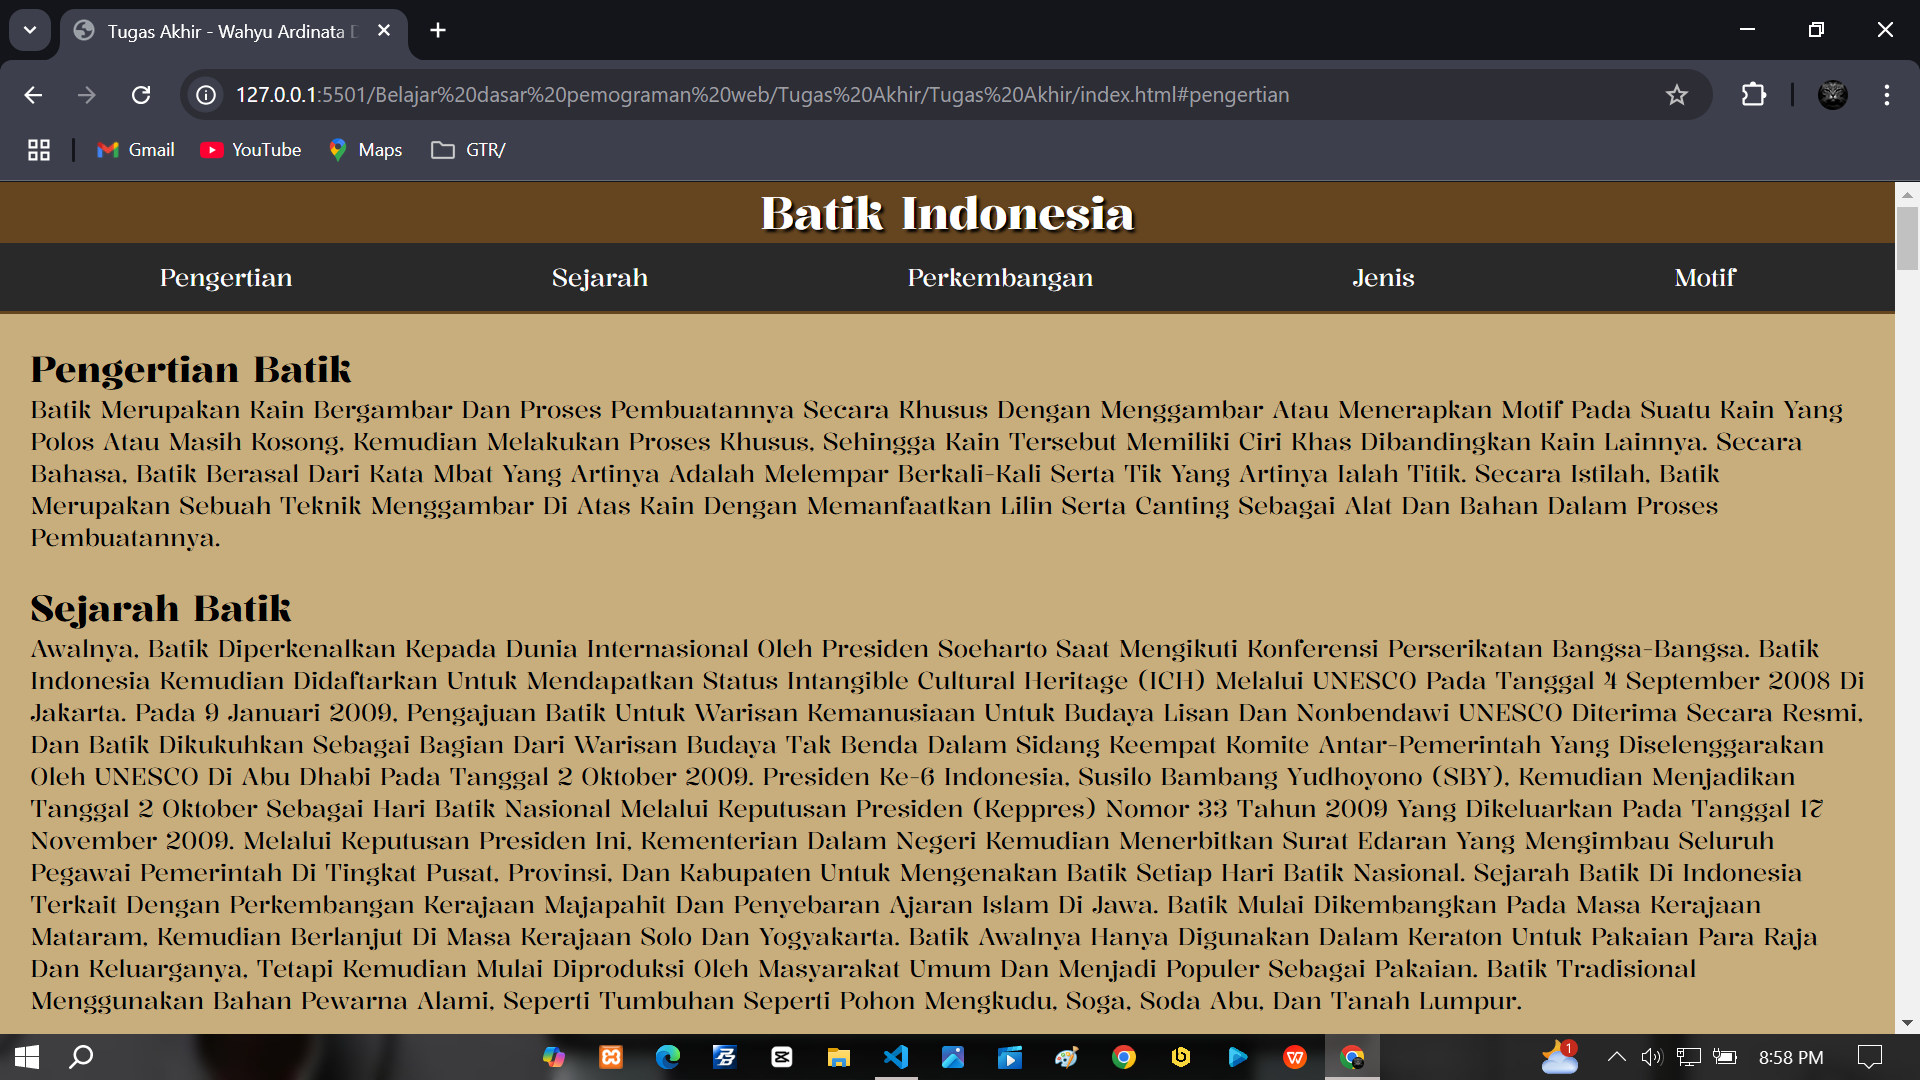 Tugas Akhir - Wahyu Ardinata
127.0.0.1:5501/Belajar%20dasar%20pemograman%20web/Tugas%20Akhir/Tugas%20Akhir/index.html#pengertian
Gmail YouTube Maps GTR/
Batik Indonesia
Pengertian Sejarah Perkembangan Jenis Motif
Pengertian Batik
Batik Merupakan Kain Bergambar Dan Proses Pembuatannya Secara Khusus Dengan Menggambar Atau Menerapkan Motif Pada Suatu Kain Yang
Polos Atau Masih Kosong, Kemudian Melakukan Proses Khusus, Sehingga Kain Tersebut Memiliki Ciri Khas Dibandingkan Kain Lainnya. Secara
Bahasa, Batik Berasal Dari Kata Mbat Yang Artinya Adalah Melempar Berkali-Kali Serta Tik Yang Artinya Ialah Titik. Secara Istilah, Batik
Merupakan Sebuah Teknik Menggambar Di Atas Kain Dengan Memanfaatkan Lilin Serta Canting Sebagai Alat Dan Bahan Dalam Proses
Pembuatannya.
Sejarah Batik
Awalnya, Batik Diperkenalkan Kepada Dunia Internasional Oleh Presiden Soeharto Saat Mengikuti Konferensi Perserikatan Bangsa-Bangsa. Batik
Indonesia Kemudian Didaftarkan Untuk Mendapatkan Status Intangible Cultural Heritage (ICH) Melalui UNESCO Pada Tanggal 4 September 2008 Di
Jakarta. Pada 9 Januari 2009, Pengajuan Batik Untuk Warisan Kemanusiaan Untuk Budaya Lisan Dan Nonbendawi UNESCO Diterima Secara Resmi,
Dan Batik Dikukuhkan Sebagai Bagian Dari Warisan Budaya Tak Benda Dalam Sidang Keempat Komite Antar-Pemerintah Yang Diselenggarakan
Oleh UNESCO Di Abu Dhabi Pada Tanggal 2 Oktober 2009. Presiden Ke-6 Indonesia, Susilo Bambang Yudhoyono (SBY), Kemudian Menjadikan
Tanggal 2 Oktober Sebagai Hari Batik Nasional Melalui Keputusan Presiden (Keppres) Nomor 33 Tahun 2009 Yang Dikeluarkan Pada Tanggal 17
November 2009. Melalui Keputusan Presiden Ini, Kementerian Dalam Negeri Kemudian Menerbitkan Surat Edaran Yang Mengimbau Seluruh
Pegawai Pemerintah Di Tingkat Pusat, Provinsi, Dan Kabupaten Untuk Mengenakan Batik Setiap Hari Batik Nasional. Sejarah Batik Di Indonesia
Terkait Dengan Perkembangan Kerajaan Majapahit Dan Penyebaran Ajaran Islam Di Jawa. Batik Mulai Dikembangkan Pada Masa Kerajaan
Mataram, Kemudian Berlanjut Di Masa Kerajaan Solo Dan Yogyakarta. Batik Awalnya Hanya Digunakan Dalam Keraton Untuk Pakaian Para Raja
Dan Keluarganya, Tetapi Kemudian Mulai Diproduksi Oleh Masyarakat Umum Dan Menjadi Populer Sebagai Pakaian. Batik Tradisional
Menggunakan Bahan Pewarna Alami, Seperti Tumbuhan Seperti Pohon Mengkudu, Soga, Soda Abu, Dan Tanah Lumpur.
1
8:58 PM